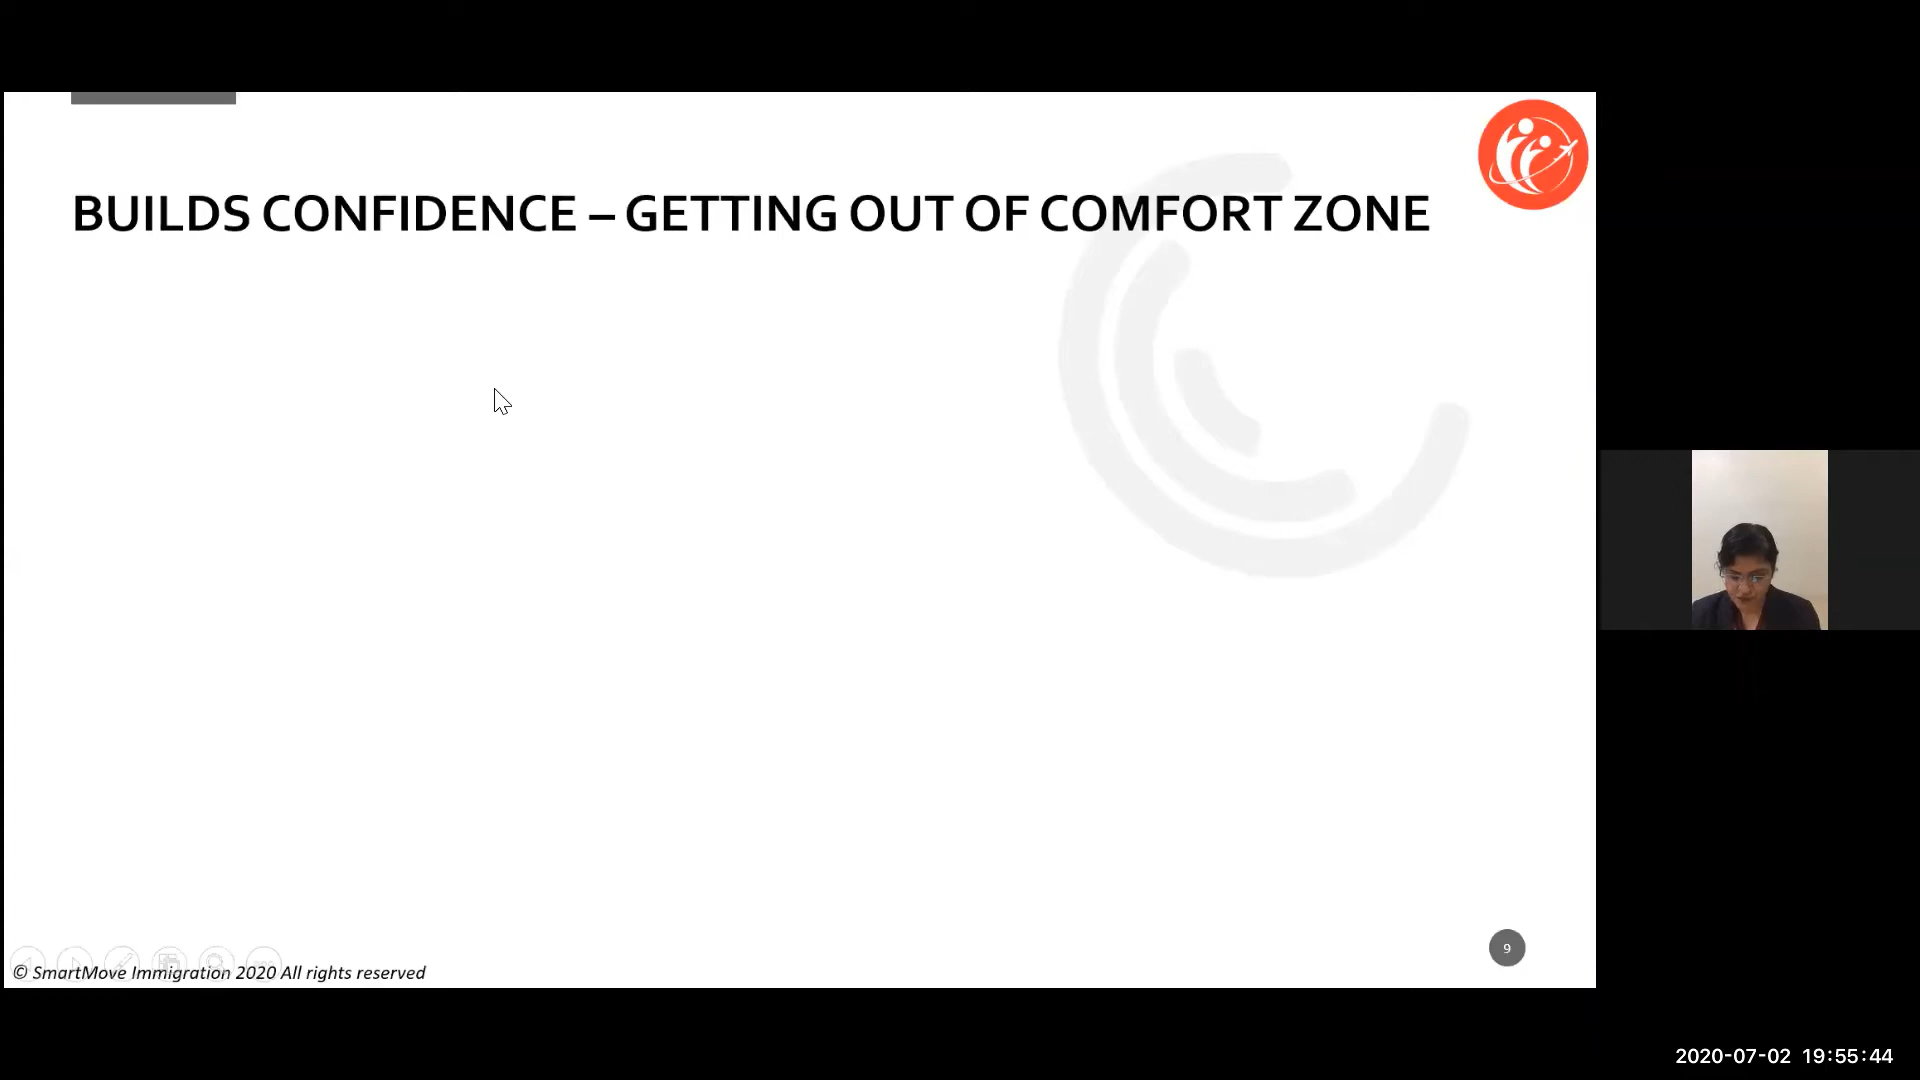 BUILDS CONFIDENCE – GETTING OUT OF COMFORT ZONE
9
© SmartMove Immigration 2020 All rights reserved
2020-07-02 19:55:44